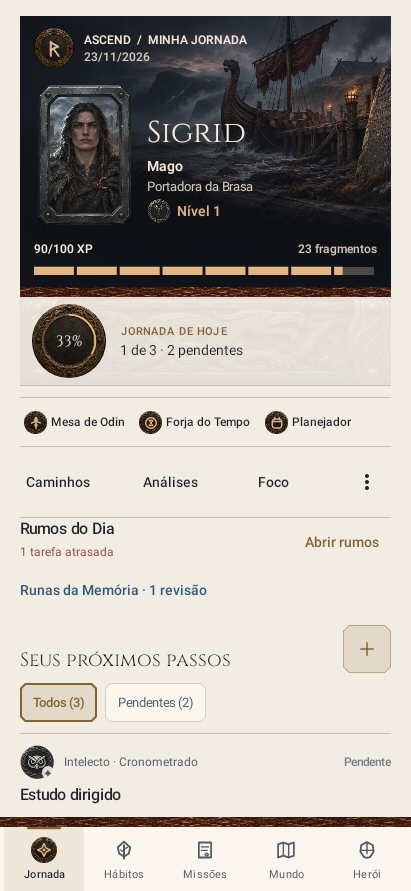 ASCEND / MINHA JORNADA
23/11/2026
SIGRID
Mago
Portadora da Brasa
Nível 1
90/100 XP
23 fragmentos
33%
JORNADA DE HOJE
1 de 3 · 2 pendentes
Mesa de Odin
Forja do Tempo
Planejador
Caminhos
Análises
Foco
Rumos do Dia
1 tarefa atrasada
Abrir rumos
Runas da Memória · 1 revisão
SEUS PRÓXIMOS PASSOS
Todos (3)
Pendentes (2)
Intelecto · Cronometrado
Pendente
Estudo dirigido
Jornada
Hábitos
Missões
Mundo
Herói